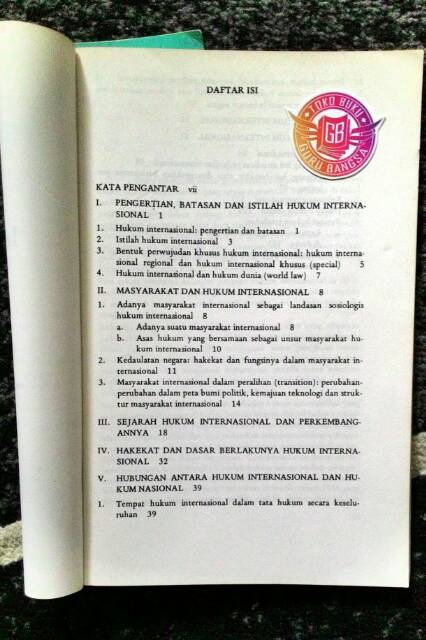 DAFTAR ISI
TOKO BUKU
GB
GURU BANGSA
KATA PENGANTAR vii
I. PENGERTIAN, BATASAN DAN ISTILAH HUKUM INTERNA-
SIONAL 1
1. Hukum internasional: pengertian dan batasan 1
2. Istilah hukum internasional 3
3. Bentuk perwujudan khusus hukum internasional: hukum interna-
sional regional dan hukum internasional khusus (special) 5
4. Hukum internasional dan hukum dunia (world law) 7
II. MASYARAKAT DAN HUKUM INTERNASIONAL 8
1. Adanya masyarakat internasional sebagai landasan sosiologis
hukum internasional 8
a. Adanya suatu masyarakat internasional 8
b. Asas hukum yang bersamaan sebagai unsur masyarakat hu-
kum internasional 10
2. Kedaulatan negara: hakekat dan fungsinya dalam masyarakat in-
ternasional 11
3. Masyarakat internasional dalam peralihan (transition): perubahan-
perubahan dalam peta bumi politik, kemajuan teknologi dan struk-
tur masyarakat internasional 14
III. SEJARAH HUKUM INTERNASIONAL DAN PERKEMBANG-
ANNYA 18
IV. HAKEKAT DAN DASAR BERLAKUNYA HUKUM INTERNA-
SIONAL 32
V. HUBUNGAN ANTARA HUKUM INTERNASIONAL DAN HU-
KUM NASIONAL 39
1. Tempat hukum internasional dalam tata hukum secara keselu-
ruhan 39